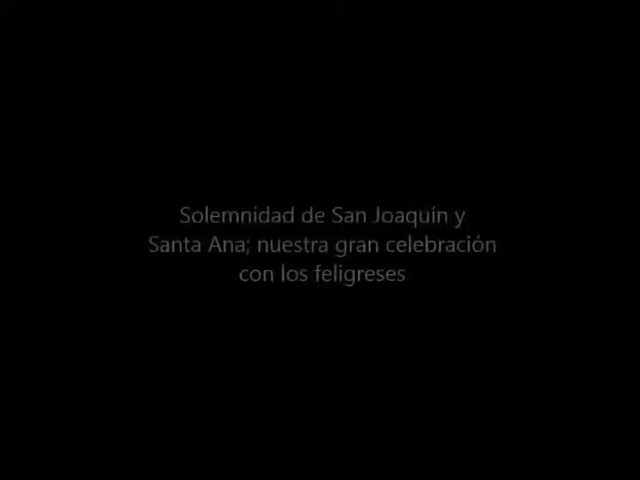 Solemnidad de San Joaquín y
Santa Ana; nuestra gran celebración
con los feligreses